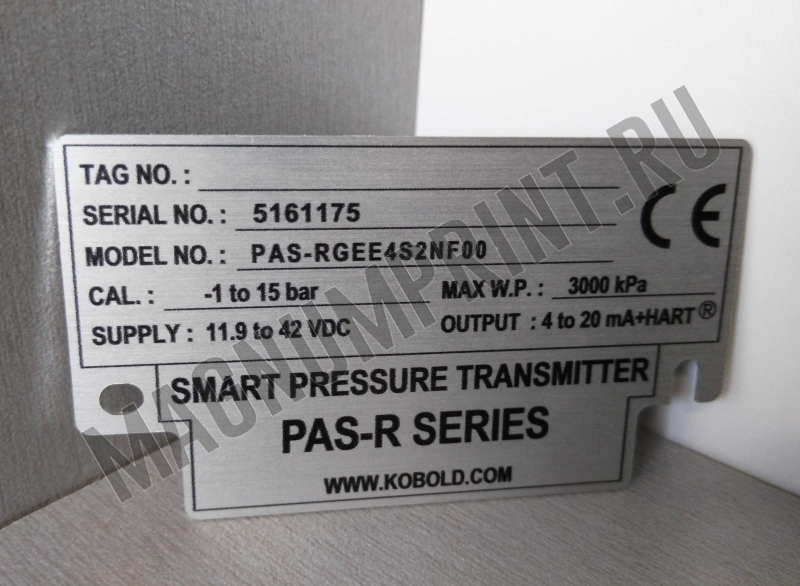 TAG NO. :
SERIAL NO. : 5161175
MODEL NO. : PAS-RGEE4S2NF00
CAL. : -1 to 15 bar MAX W.P. : 3000 kPa
SUPPLY : 11.9 to 42 VDC OUTPUT : 4 to 20 mA+HART®
CE
SMART PRESSURE TRANSMITTER
PAS-R SERIES
WWW.KOBOLD.COM
MAGNUMPRINT.RU